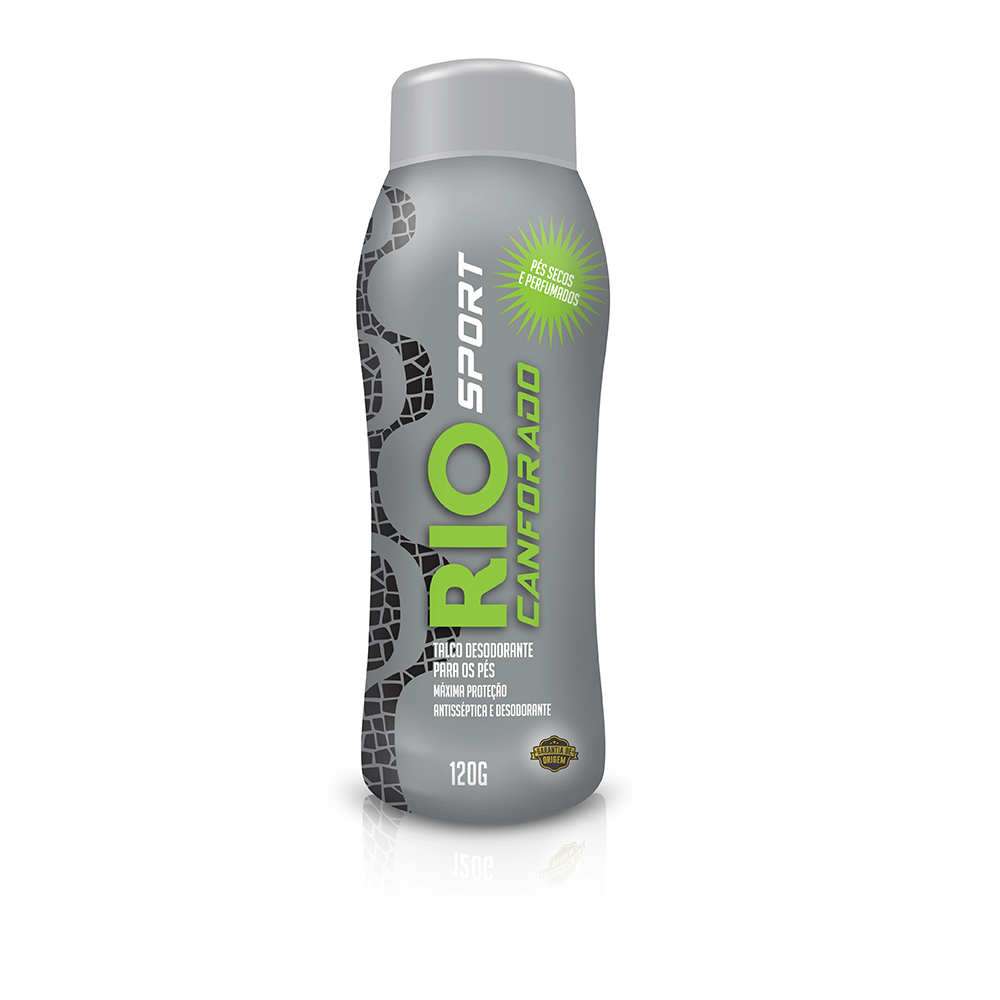 PÉS SECOS
E PERFUMADOS
RIO SPORT
CANFORADO
TALCO DESODORANTE
PARA OS PÉS
MÁXIMA PROTEÇÃO
ANTISSÉPTICA E DESODORANTE
GARANTIA DE
ORIGEM
120G